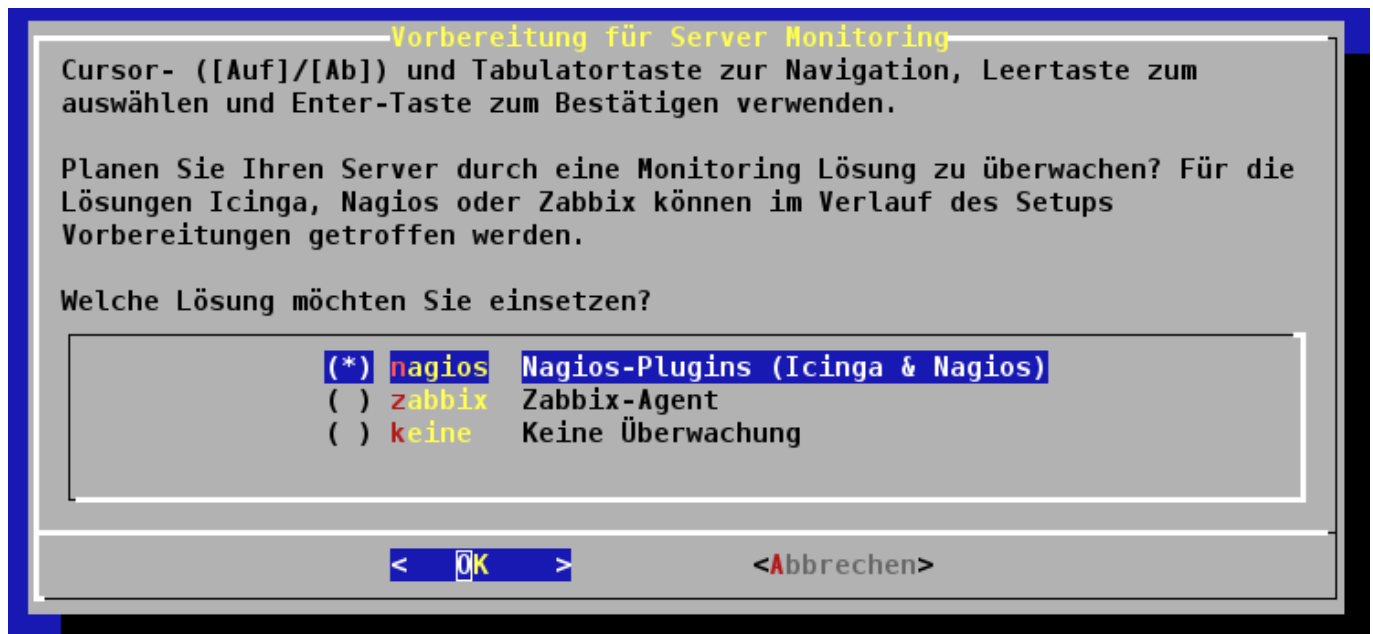 Vorbereitung für Server Monitoring
Cursor- ([Auf]/[Ab]) und Tabulatortaste zur Navigation, Leertaste zum
auswählen und Enter-Taste zum Bestätigen verwenden.
Planen Sie Ihren Server durch eine Monitoring Lösung zu überwachen? Für die
Lösungen Icinga, Nagios oder Zabbix können im Verlauf des Setups
Vorbereitungen getroffen werden.
Welche Lösung möchten Sie einsetzen?
(*) nagios Nagios-Plugins (Icinga & Nagios)
( ) zabbix Zabbix-Agent
( ) keine Keine Überwachung
< OK > <Abbrechen>